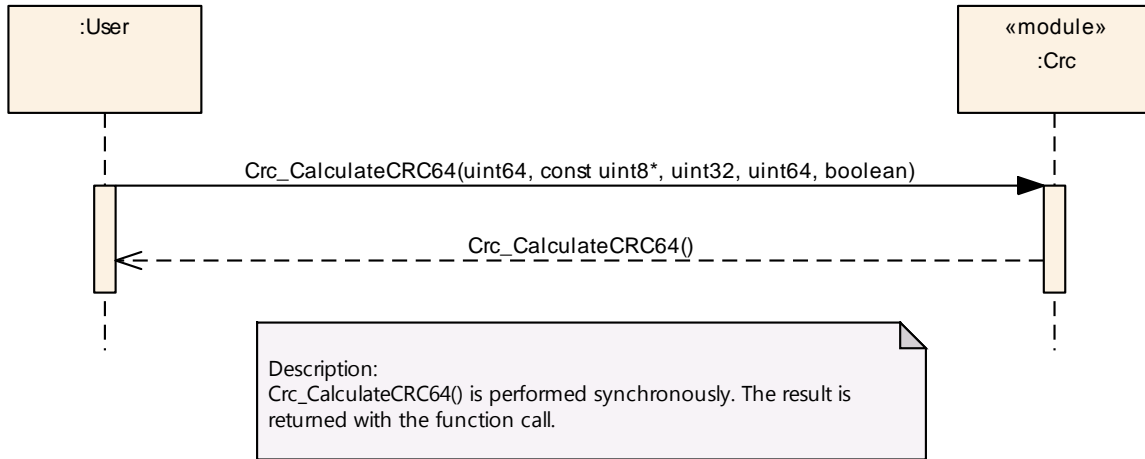 :User
«module»
:Crc
Crc_CalculateCRC64(uint64, const uint8*, uint32, uint64, boolean)
Crc_CalculateCRC64()
Description:
Crc_CalculateCRC64() is performed synchronously. The result is
returned with the function call.